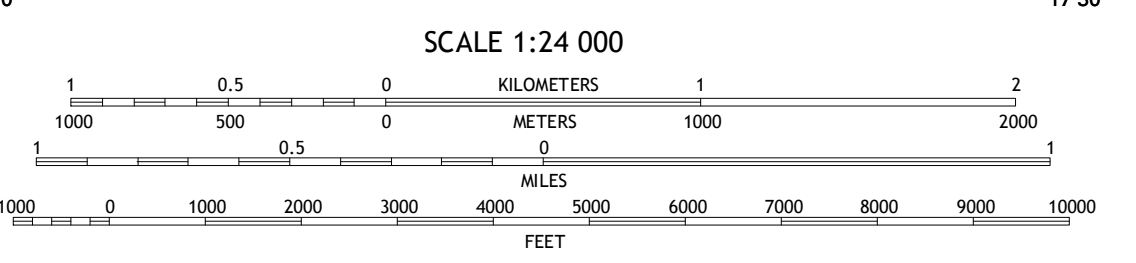 SCALE 1:24 000
1 0.5 0 KILOMETERS 1 2
1000 500 0 METERS 1000 2000
1 0.5 0 1
MILES
1000 0 1000 2000 3000 4000 5000 6000 7000 8000 9000 10000
FEET